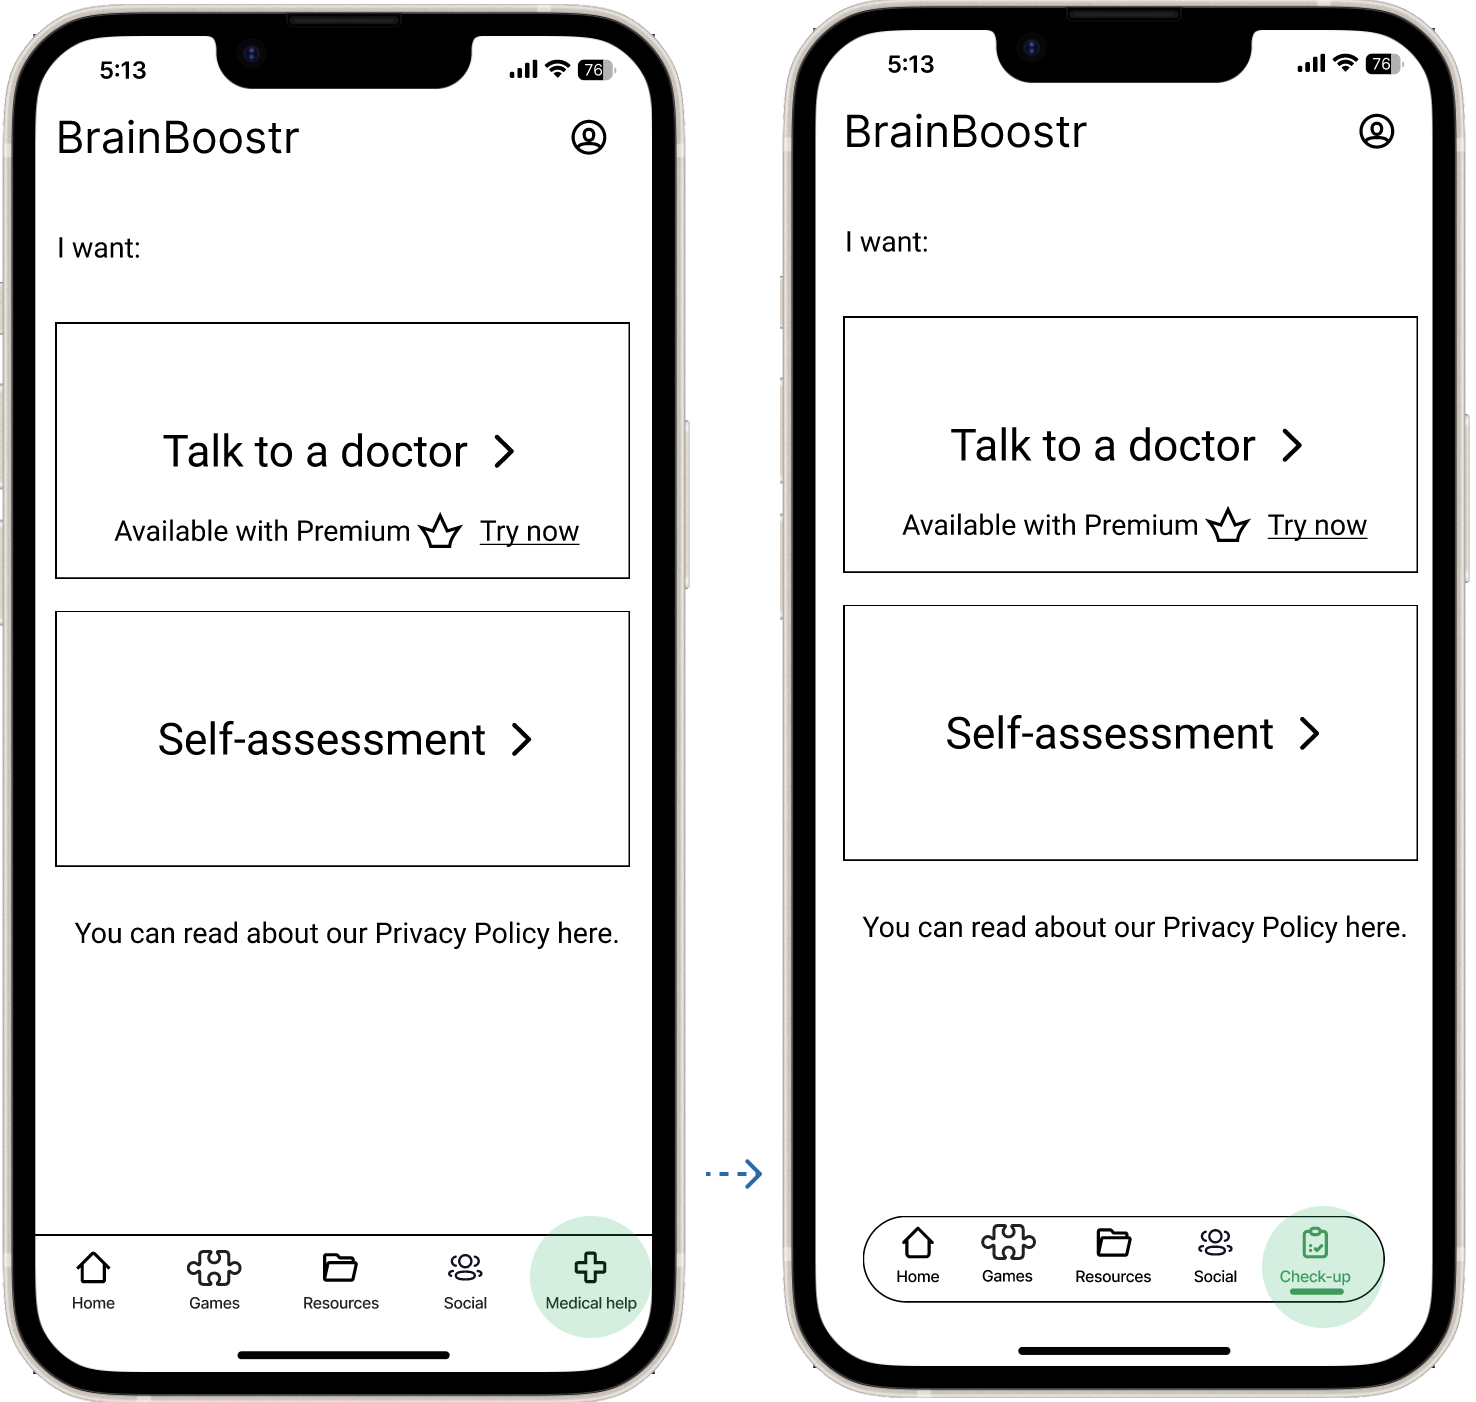 5:13
76
BrainBoostr
I want:
Talk to a doctor
Available with Premium Try now
Self-assessment
You can read about our Privacy Policy here.
Home Games Resources Social Medical help
5:13
76
BrainBoostr
I want:
Talk to a doctor
Available with Premium Try now
Self-assessment
You can read about our Privacy Policy here.
Home Games Resources Social Check-up